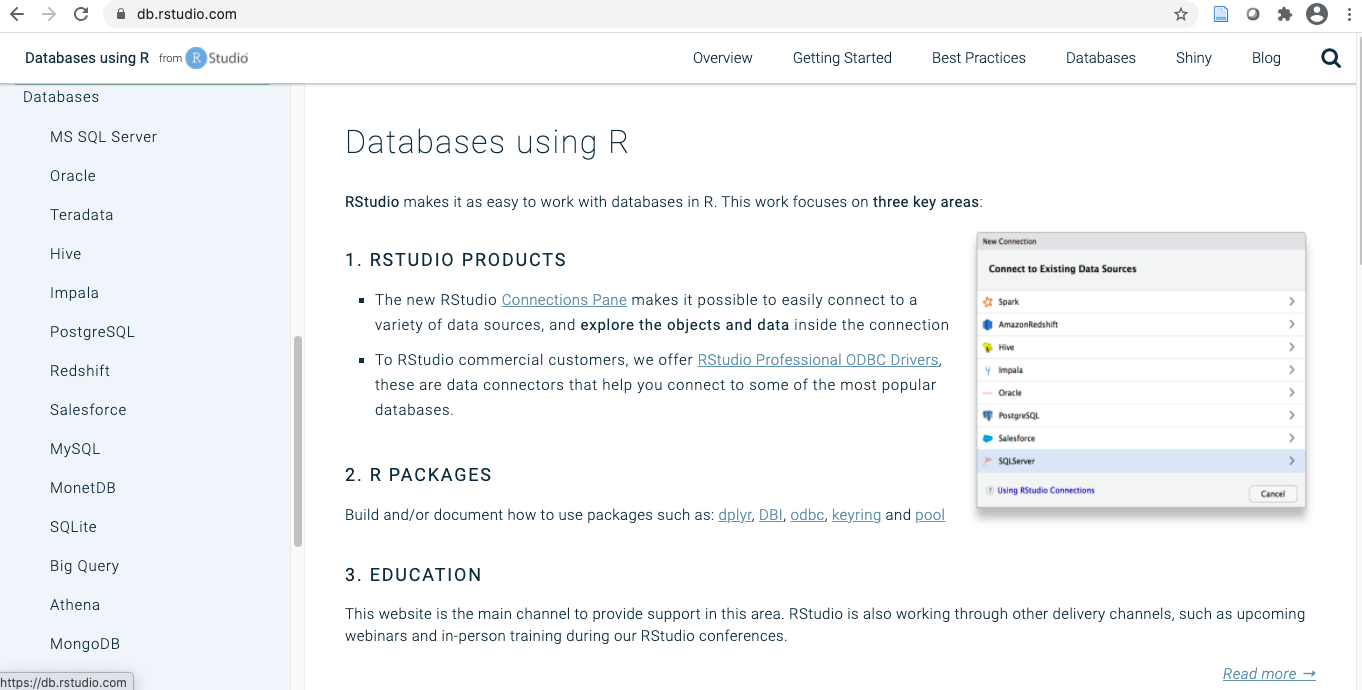 db.rstudio.com
Databases using R from R Studio
Overview Getting Started Best Practices Databases Shiny Blog
Databases
MS SQL Server
Oracle
Teradata
Hive
Impala
PostgreSQL
Redshift
Salesforce
MySQL
MonetDB
SQLite
Big Query
Athena
MongoDB
https://db.rstudio.com
Databases using R
RStudio makes it as easy to work with databases in R. This work focuses on three key areas:
1. RSTUDIO PRODUCTS
The new RStudio Connections Pane makes it possible to easily connect to a
variety of data sources, and explore the objects and data inside the connection
To RStudio commercial customers, we offer RStudio Professional ODBC Drivers,
these are data connectors that help you connect to some of the most popular
databases.
New Connection
Connect to Existing Data Sources
Spark
AmazonRedshift
Hive
Impala
Oracle
PostgreSQL
Salesforce
SQLServer
? Using RStudio Connections
Cancel
2. R PACKAGES
Build and/or document how to use packages such as: dplyr, DBI, odbc, keyring and pool
3. EDUCATION
This website is the main channel to provide support in this area. RStudio is also working through other delivery channels, such as upcoming
webinars and in-person training during our RStudio conferences.
Read more →